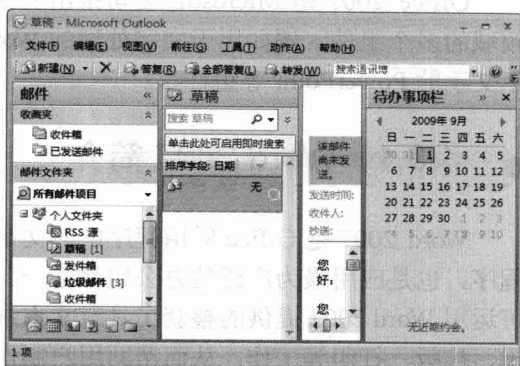 草稿 - Microsoft Outlook
文件(F) 编辑(E) 视图(V) 前往(G) 工具(T) 动作(A) 帮助(H)
新建(N) 答复(R) 全部答复(L) 转发(W) 搜索通讯簿
邮件
收藏夹
收件箱
已发送邮件
邮件文件夹
所有邮件项目
个人文件夹
RSS 源
草稿 [1]
发件箱
垃圾邮件 [3]
收件箱
草稿
搜索 草稿
单击此处可启用即时搜索
排序字段: 日期
无
该邮件
尚未发
送。
发送时间:
收件人:
抄送:
您
好:
您
待办事项栏
2009年 9月
日 一 二 三 四 五 六
30 31 1 2 3 4 5
6 7 8 9 10 11 12
13 14 15 16 17 18 19
20 21 22 23 24 25 26
27 28 29 30 1 2 3
4 5 6 7 8 9 10
无近期约会。
1 项